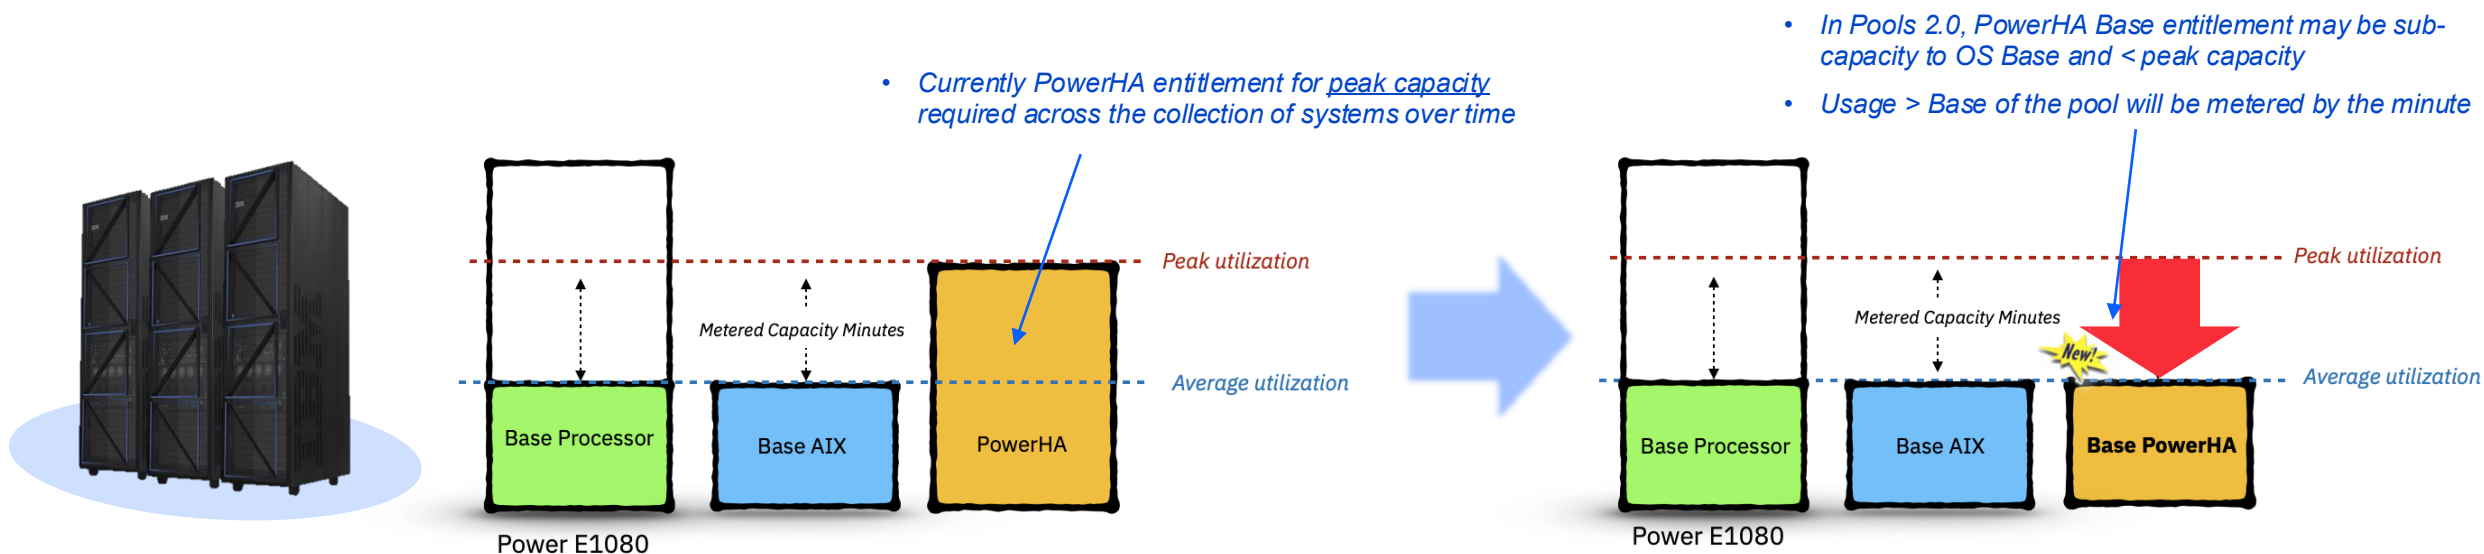 • Currently PowerHA entitlement for peak capacity
required across the collection of systems over time
Peak utilization
Metered Capacity Minutes
Average utilization
Base Processor
Base AIX
PowerHA
Power E1080
• In Pools 2.0, PowerHA Base entitlement may be sub-
capacity to OS Base and < peak capacity
• Usage > Base of the pool will be metered by the minute
Peak utilization
Metered Capacity Minutes
New!
Average utilization
Base Processor
Base AIX
Base PowerHA
Power E1080